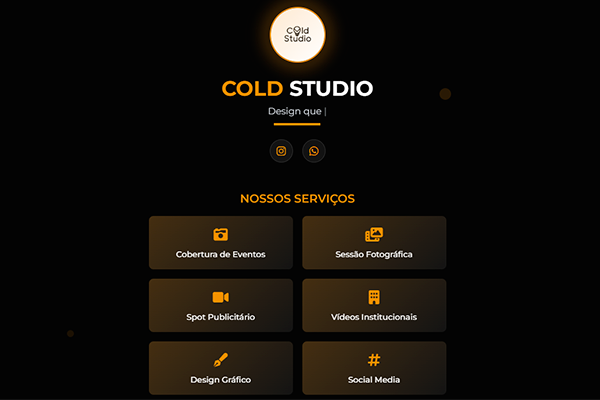 Cold
Studio
COLD STUDIO
Design que |
NOSSOS SERVIÇOS
Cobertura de Eventos
Sessão Fotográfica
Spot Publicitário
Vídeos Institucionais
Design Gráfico
Social Media